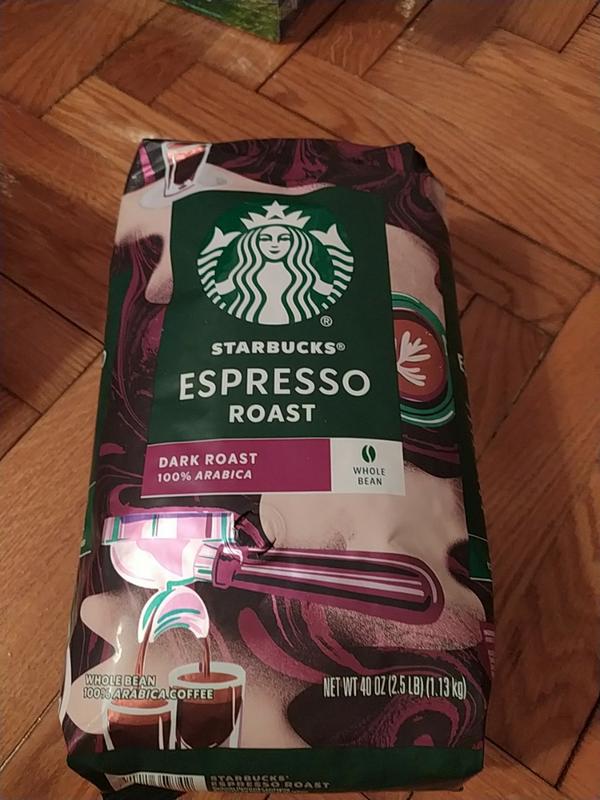 ®
STARBUCKS®
ESPRESSO
ROAST
DARK ROAST
100% ARABICA
WHOLE
BEAN
WHOLE BEAN
100% ARABICA COFFEE
NET WT 40 OZ (2.5 LB) (1.13 kg)
STARBUCKS®
ESPRESSO ROAST